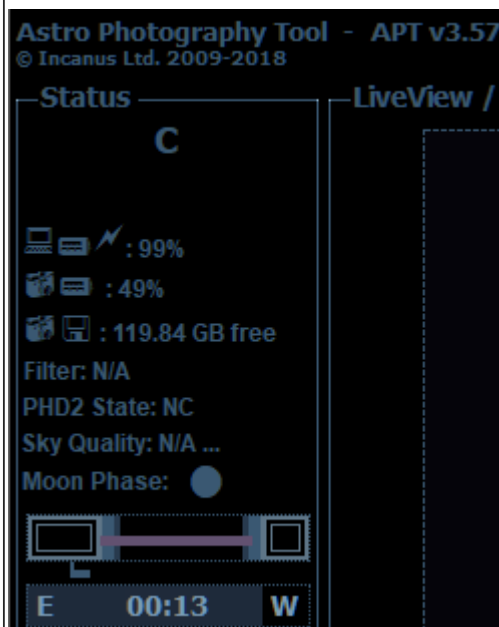 Astro Photography Tool - APT v3.57
© Incanus Ltd. 2009-2018
Status
LiveView /
C
: 99%
: 49%
: 119.84 GB free
Filter: N/A
PHD2 State: NC
Sky Quality: N/A ...
Moon Phase:
E 00:13 W